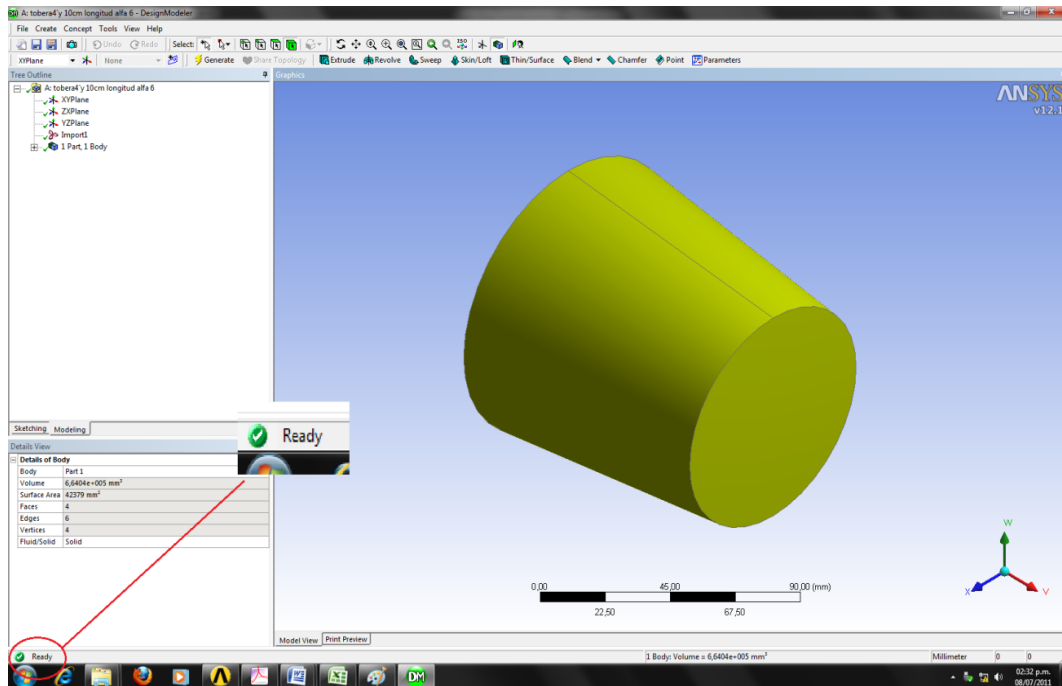 A: tobera4'y 10cm longitud alfa 6 - DesignModeler
File Create Concept Tools View Help
Undo Redo Select:
XYPlane None Generate Share Topology Extrude Revolve Sweep Skin/Loft Thin/Surface Blend Chamfer Point Parameters
Tree Outline
Graphics
A: tobera4'y 10cm longitud alfa 6
XYPlane
ZXPlane
YZPlane
Import1
1 Part, 1 Body
ANSYS
v12.1
Sketching Modeling
Details View
Details of Body
Body Part 1
Volume 6,6404e+005 mm³
Surface Area 42379 mm²
Faces 4
Edges 6
Vertices 4
Fluid/Solid Solid
Ready
W
X
V
0,00 45,00 90,00 (mm)
22,50 67,50
Model View Print Preview
Ready
1 Body: Volume = 6,6404e+005 mm³
Millimeter 0 0
DM
02:32 p.m.
08/07/2011